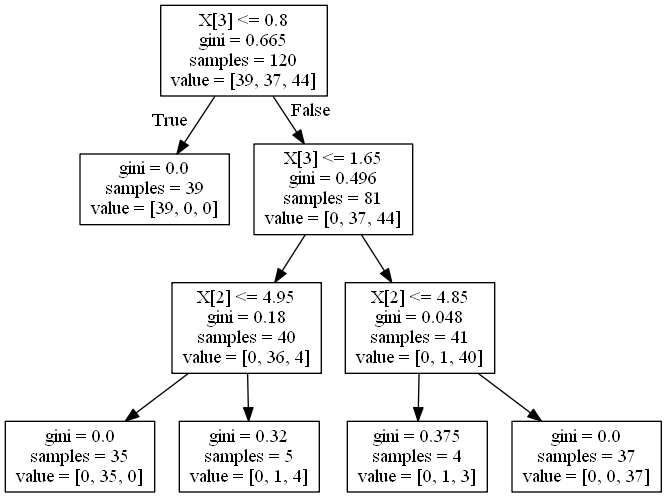 X[3] <= 0.8
gini = 0.665
samples = 120
value = [39, 37, 44]
True
False
gini = 0.0
samples = 39
value = [39, 0, 0]
X[3] <= 1.65
gini = 0.496
samples = 81
value = [0, 37, 44]
X[2] <= 4.95
gini = 0.18
samples = 40
value = [0, 36, 4]
X[2] <= 4.85
gini = 0.048
samples = 41
value = [0, 1, 40]
gini = 0.0
samples = 35
value = [0, 35, 0]
gini = 0.32
samples = 5
value = [0, 1, 4]
gini = 0.375
samples = 4
value = [0, 1, 3]
gini = 0.0
samples = 37
value = [0, 0, 37]